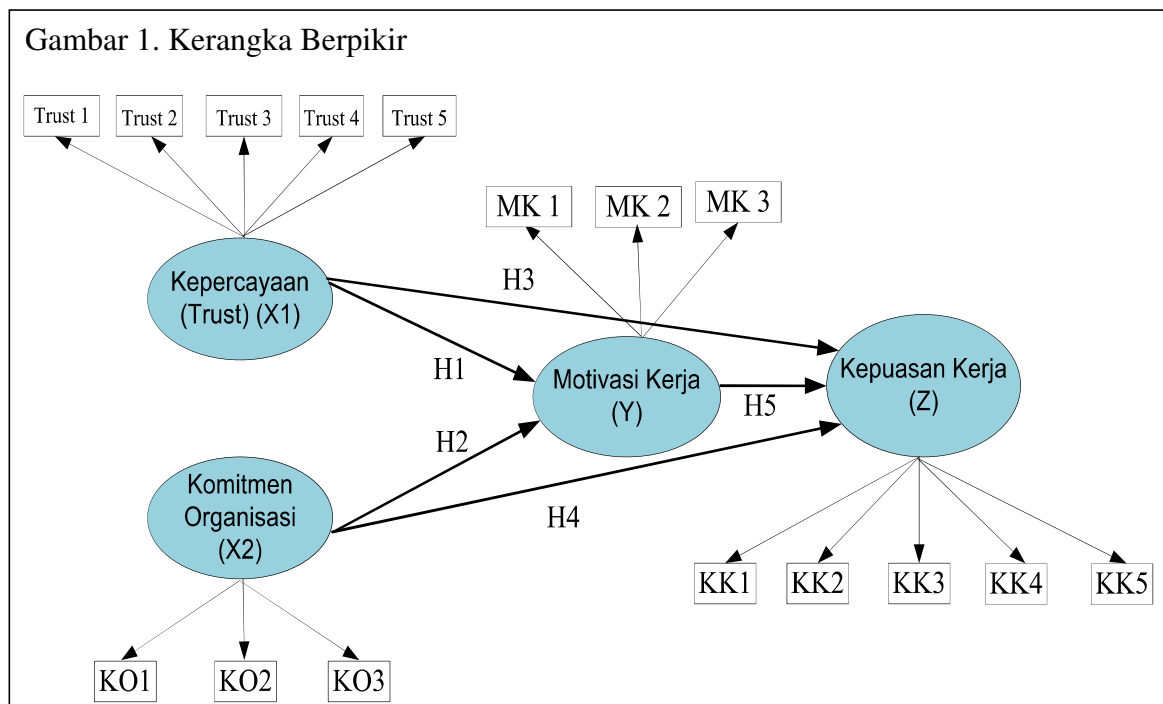 Gambar 1. Kerangka Berpikir
Trust 1
Trust 2
Trust 3
Trust 4
Trust 5
MK 1
MK 2
MK 3
Kepercayaan
(Trust) (X1)
H3
H1
Motivasi Kerja
(Y)
H5
Kepuasan Kerja
(Z)
H2
Komitmen
Organisasi
(X2)
H4
KK1
KK2
KK3
KK4
KK5
KO1
KO2
KO3